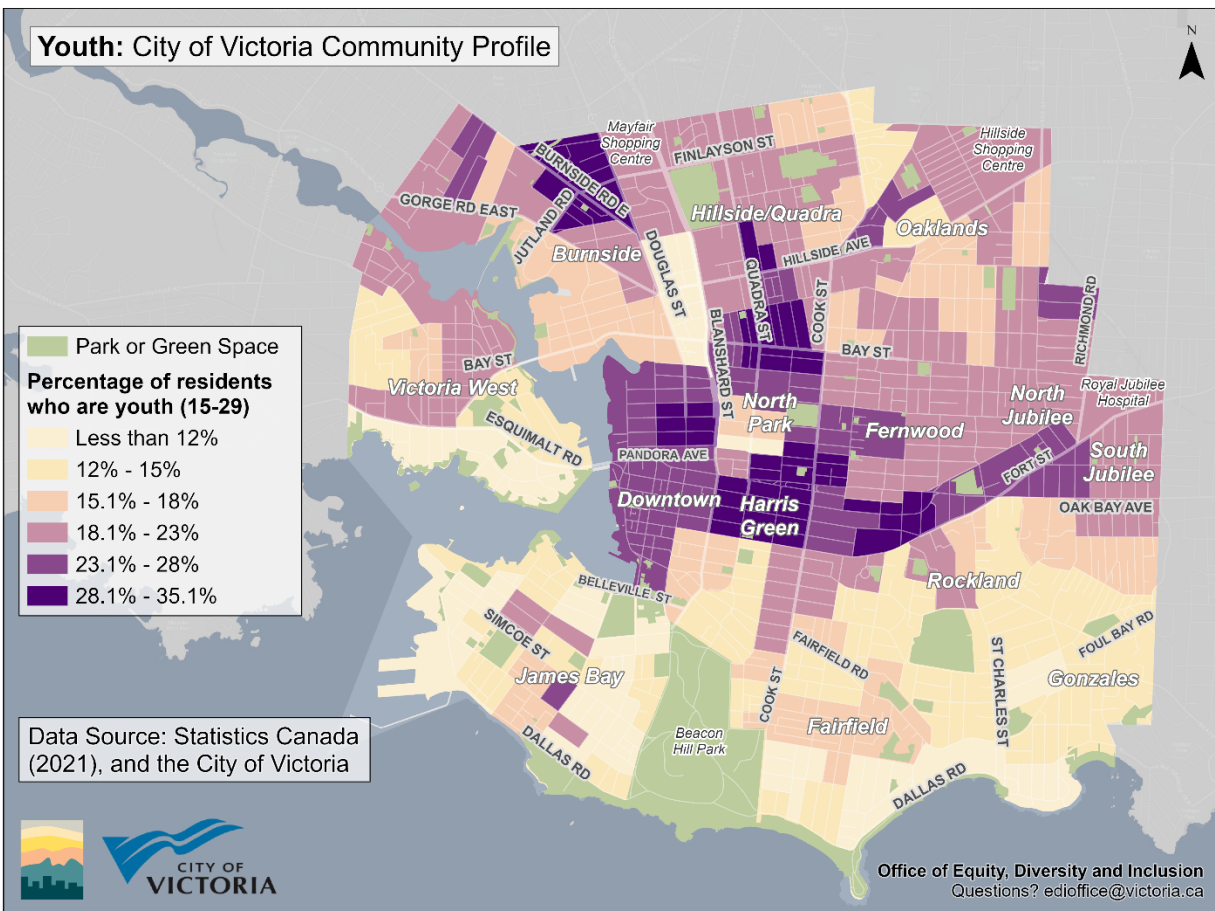 Youth: City of Victoria Community Profile
N
Mayfair
Shopping
Centre
FINLAYSON ST
Hillside
Shopping
Centre
BURNSIDE RD E
GORGE RD EAST
JUTLAND RD
Hillside/Quadra
Oaklands
Burnside
DOUGLAS ST
HILLSIDE AVE
QUADRA ST
COOK ST
RICHMOND RD
BLANSHARD ST
BAY ST
BAY ST
Victoria West
Royal Jubilee
Hospital
North
Jubilee
North
Park
Fernwood
ESQUIMALT RD
PANDORA AVE
FORT ST
South
Jubilee
Downtown
Harris
Green
OAK BAY AVE
BELLEVILLE ST
Rockland
SIMCOE ST
FAIRFIELD RD
FOUL BAY RD
ST CHARLES ST
James Bay
COOK ST
Gonzales
Fairfield
Beacon
Hill Park
DALLAS RD
DALLAS RD
Park or Green Space
Percentage of residents
who are youth (15-29)
Less than 12%
12% - 15%
15.1% - 18%
18.1% - 23%
23.1% - 28%
28.1% - 35.1%
Data Source: Statistics Canada
(2021), and the City of Victoria
CITY OF
VICTORIA
Office of Equity, Diversity and Inclusion
Questions? edioffice@victoria.ca